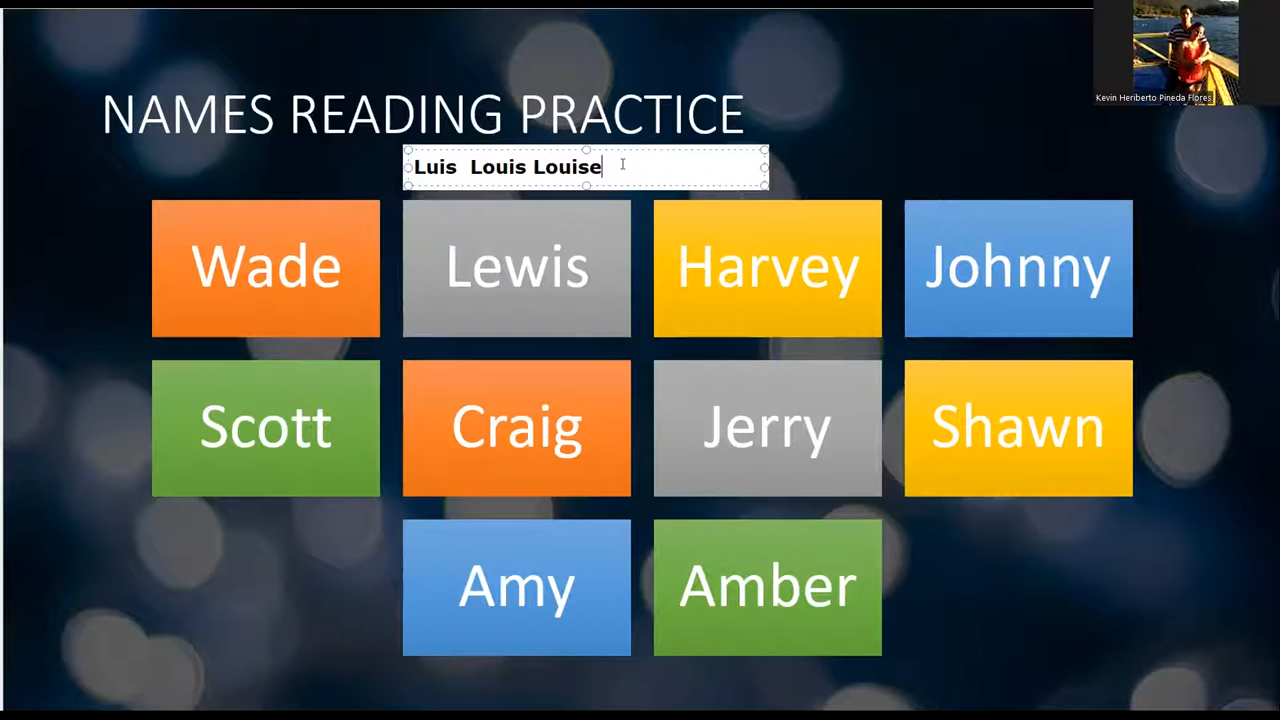 Kevin Heriberto Pineda Flores
NAMES READING PRACTICE
Luis  Louis Louise
Wade
Lewis
Harvey
Johnny
Scott
Craig
Jerry
Shawn
Amy
Amber